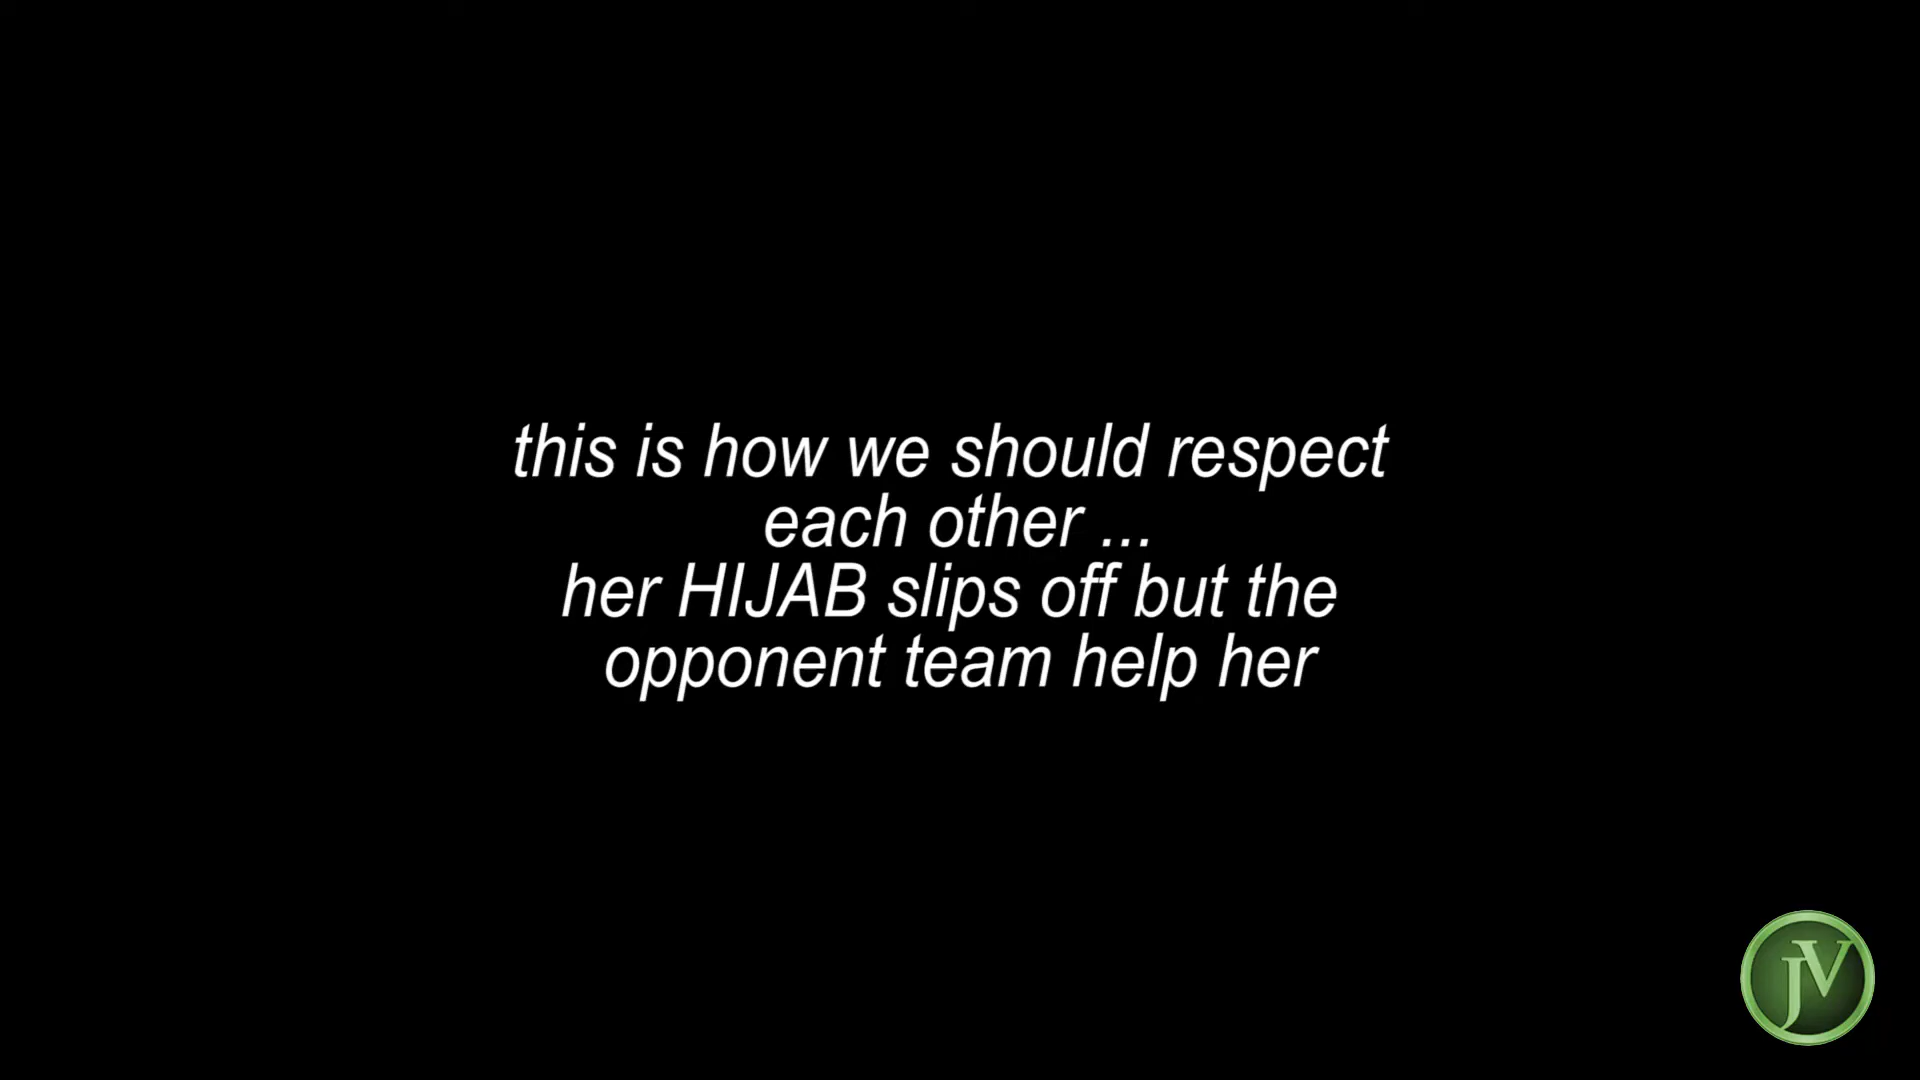 this is how we should respect
each other ...
her HIJAB slips off but the
opponent team help her
JV